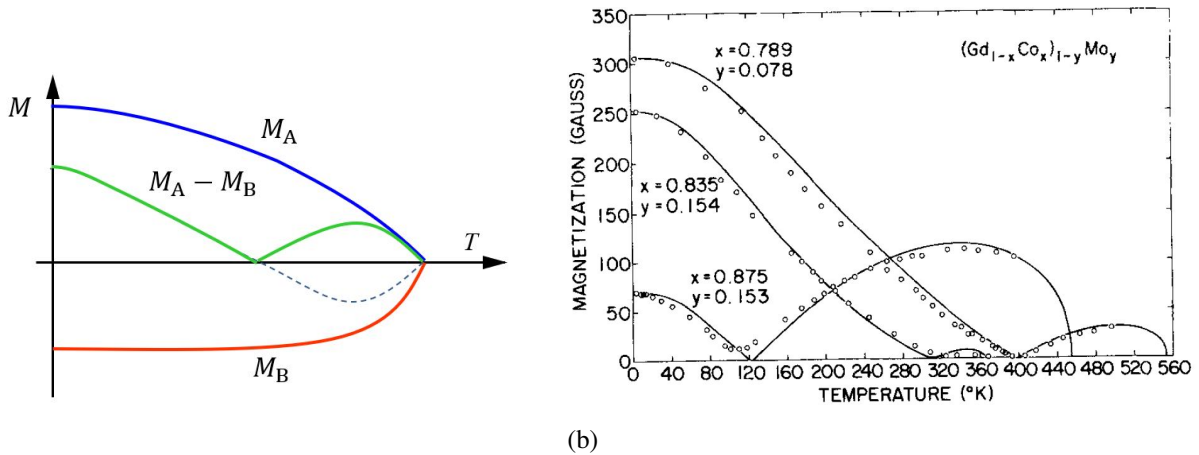 M
M_A
M_A − M_B
T
M_B
MAGNETIZATION (GAUSS)
350
300
250
200
150
100
50
0
x=0.789
y=0.078
(Gd₁₋ₓCoₓ)₁₋yMoy
x=0.835
y=0.154
x=0.875
y=0.153
0 40 80 120 160 200 240 280 320 360 400 440 480 520 560
TEMPERATURE (°K)
(b)